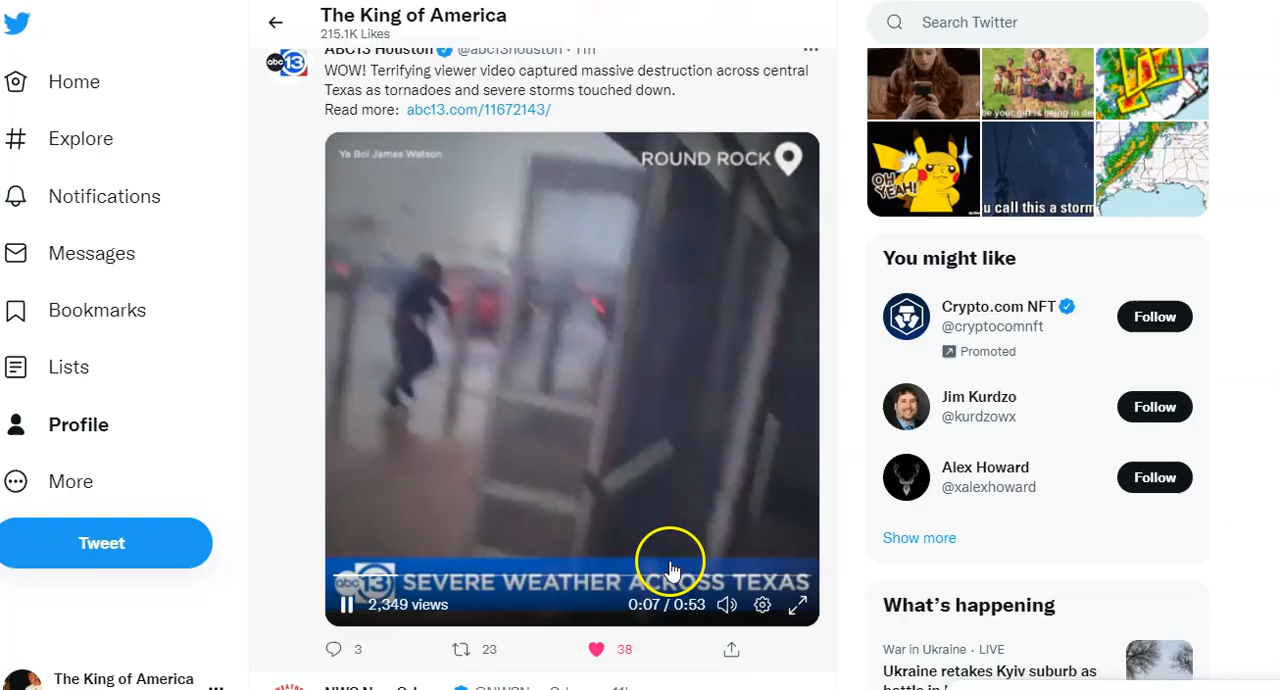 The King of America
215.1K Likes
Search Twitter
Home
Explore
Notifications
Messages
Bookmarks
Lists
Profile
More
Tweet
The King of America
ABC13 Houston @abc13houston · 11h
WOW! Terrifying viewer video captured massive destruction across central
Texas as tornadoes and severe storms touched down.
Read more: abc13.com/11672143/
abc 13
Ya Boi James Watson
ROUND ROCK
abc 13 SEVERE WEATHER ACROSS TEXAS
2,349 views
0:07 / 0:53
3
23
38
OH YEAH!
u call this a storm
You might like
Crypto.com NFT
@cryptocomnft
Promoted
Follow
Jim Kurdzo
@kurdzowx
Follow
Alex Howard
@xalexhoward
Follow
Show more
What's happening
War in Ukraine · LIVE
Ukraine retakes Kyiv suburb as